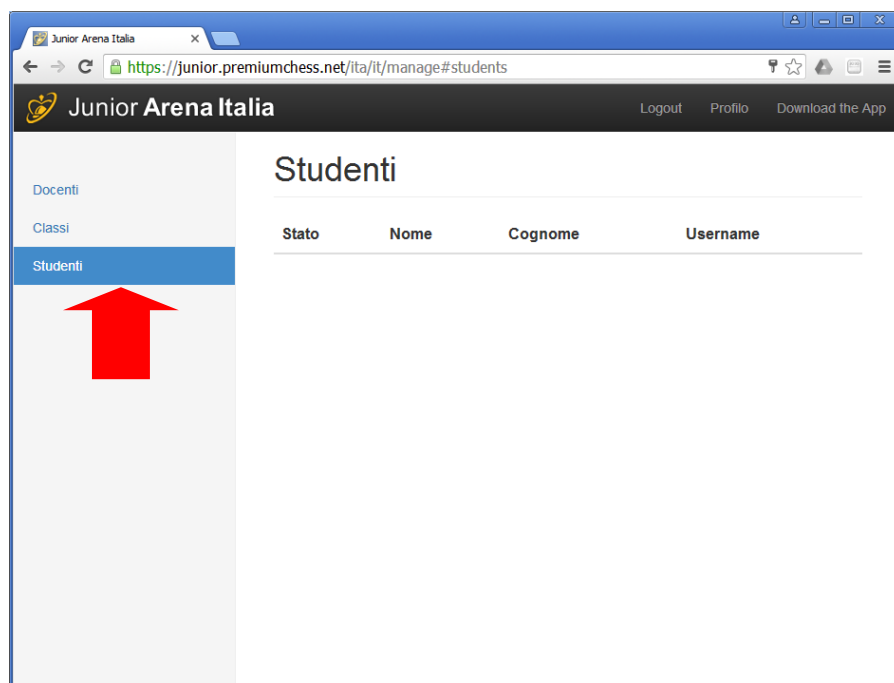 Junior Arena Italia
https://junior.premiumchess.net/ita/it/manage#students
Junior Arena Italia
Logout Profilo Download the App
Docenti
Classi
Studenti
Studenti
Stato Nome Cognome Username